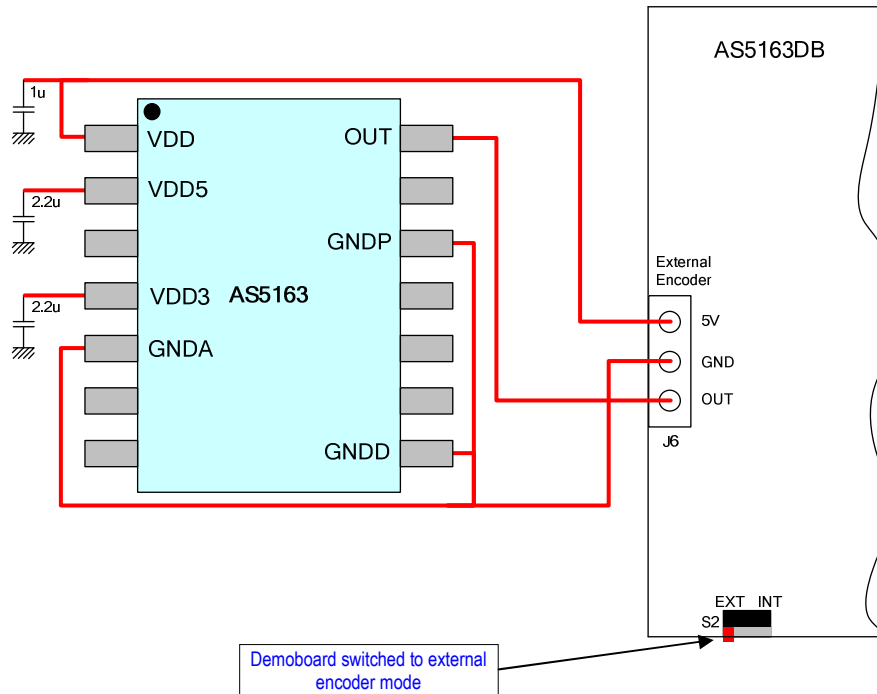 AS5163DB
1u
VDD
OUT
VDD5
2.2u
GNDP
External
Encoder
VDD3
AS5163
2.2u
5V
GNDA
GND
OUT
J6
GNDD
EXT INT
S2
Demoboard switched to external
encoder mode